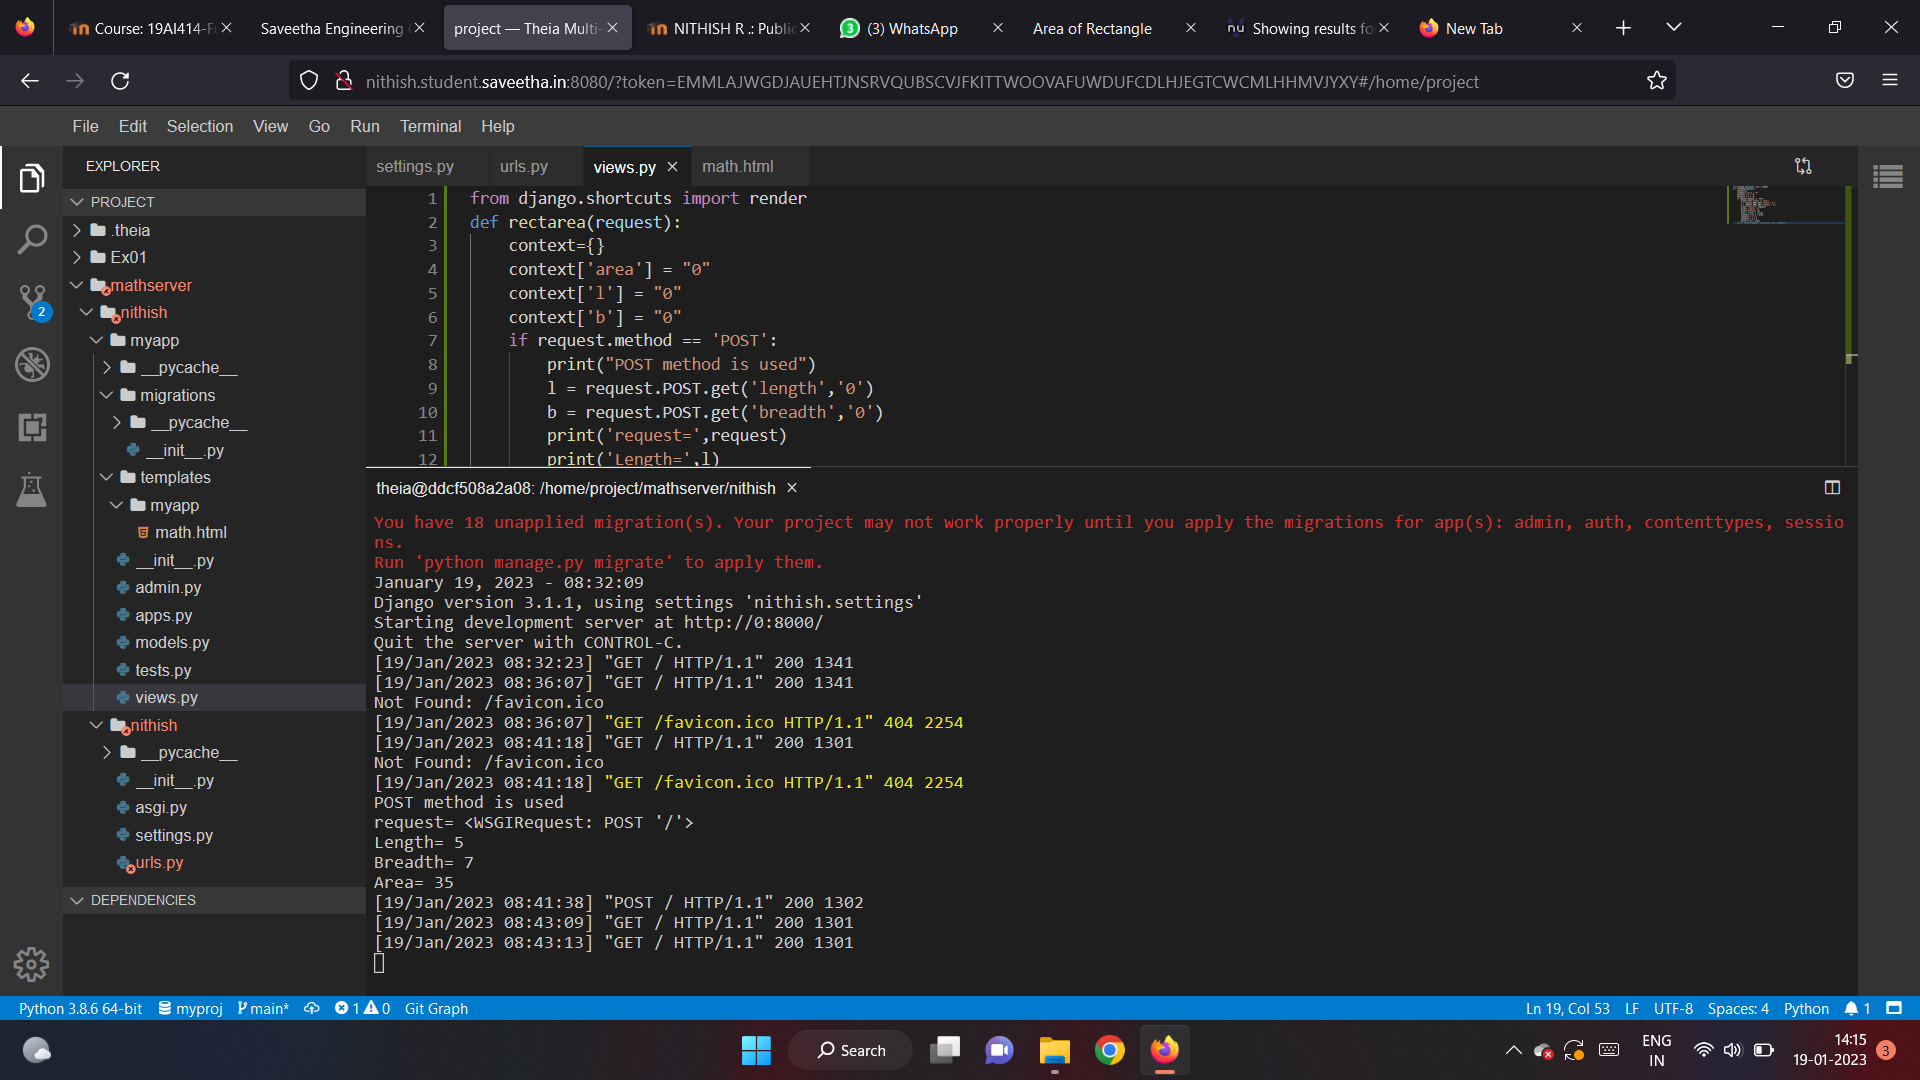 Course: 19AI414-Fu
Saveetha Engineering
project — Theia Multi-
NITHISH R .: Public
(3) WhatsApp
Area of Rectangle
nu Showing results fo
New Tab
nithish.student.saveetha.in:8080/?token=EMMLAJWGDJAUEHTJNSRVQUBSCVJFKITTWOOVAFUWDUFCDLHJEGTCWCMLHHMVJYXY#/home/project
File Edit Selection View Go Run Terminal Help
EXPLORER
PROJECT
.theia
Ex01
mathserver
nithish
myapp
__pycache__
migrations
__pycache__
__init__.py
templates
myapp
math.html
__init__.py
admin.py
apps.py
models.py
tests.py
views.py
nithish
__pycache__
__init__.py
asgi.py
settings.py
urls.py
DEPENDENCIES
2
settings.py urls.py views.py math.html
1 from django.shortcuts import render
2 def rectarea(request):
3 context={}
4 context['area'] = "0"
5 context['l'] = "0"
6 context['b'] = "0"
7 if request.method == 'POST':
8 print("POST method is used")
9 l = request.POST.get('length','0')
10 b = request.POST.get('breadth','0')
11 print('request=',request)
12 print('Length=',l)
theia@ddcf508a2a08: /home/project/mathserver/nithish
You have 18 unapplied migration(s). Your project may not work properly until you apply the migrations for app(s): admin, auth, contenttypes, sessio
ns.
Run 'python manage.py migrate' to apply them.
January 19, 2023 - 08:32:09
Django version 3.1.1, using settings 'nithish.settings'
Starting development server at http://0:8000/
Quit the server with CONTROL-C.
[19/Jan/2023 08:32:23] "GET / HTTP/1.1" 200 1341
[19/Jan/2023 08:36:07] "GET / HTTP/1.1" 200 1341
Not Found: /favicon.ico
[19/Jan/2023 08:36:07] "GET /favicon.ico HTTP/1.1" 404 2254
[19/Jan/2023 08:41:18] "GET / HTTP/1.1" 200 1301
Not Found: /favicon.ico
[19/Jan/2023 08:41:18] "GET /favicon.ico HTTP/1.1" 404 2254
POST method is used
request= <WSGIRequest: POST '/'>
Length= 5
Breadth= 7
Area= 35
[19/Jan/2023 08:41:38] "POST / HTTP/1.1" 200 1302
[19/Jan/2023 08:43:09] "GET / HTTP/1.1" 200 1301
[19/Jan/2023 08:43:13] "GET / HTTP/1.1" 200 1301
Python 3.8.6 64-bit myproj main* 1 0 Git Graph
Ln 19, Col 53 LF UTF-8 Spaces: 4 Python 1
Search
ENG
IN
14:15
19-01-2023
3